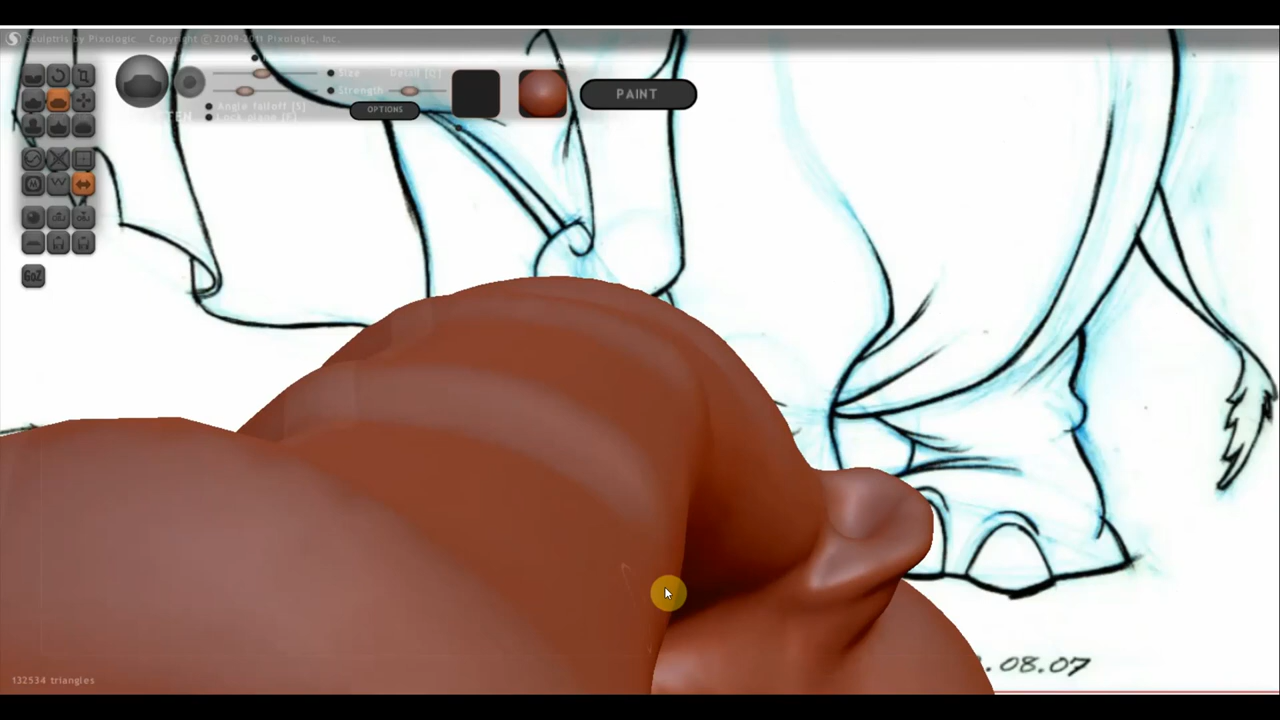 Sculptris by Pixologic Copyright © 2009-2011 Pixologic, Inc.
Size Detail [Q]
Strength
Angle falloff [S]
Lock plane [F]
OPTIONS
PAINT
GoZ
.08.07
132534 triangles